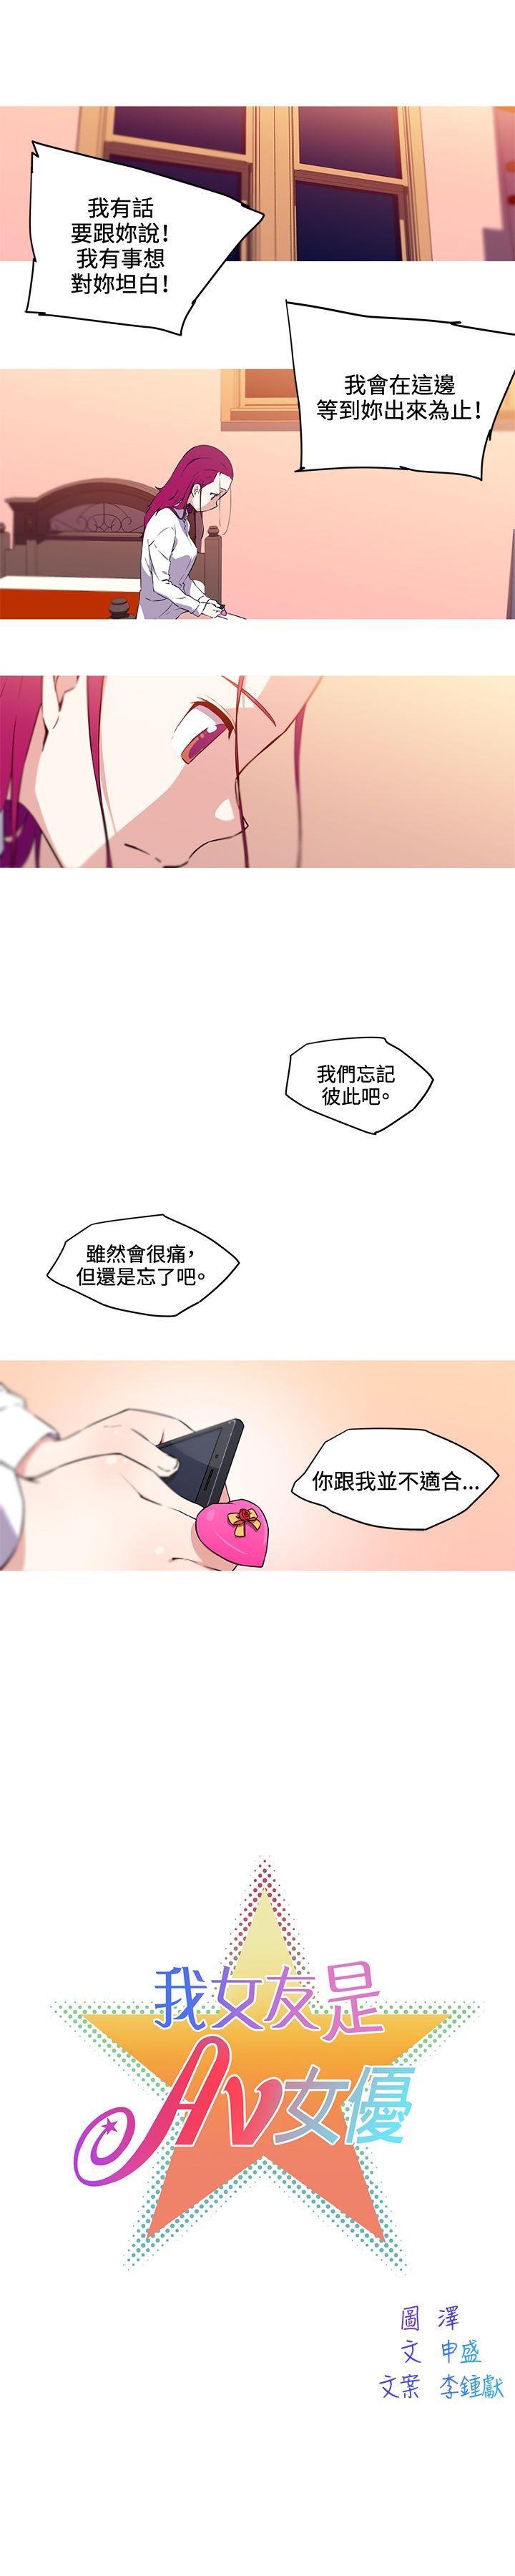 我有話
要跟妳說！
我有事想
對妳坦白！
我會在這邊
等到妳出來為止！
我們忘記
彼此吧。
雖然會很痛，
但還是忘了吧。
你跟我並不適合...
我女友是
AV女優
圖 澤
文 申盛
文案 李鍾獻